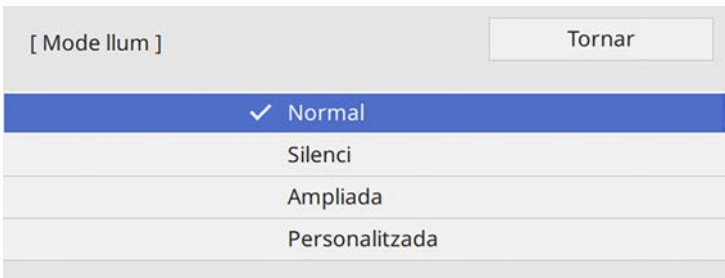 [ Mode llum ]
Tornar
Normal
Silenci
Ampliada
Personalitzada